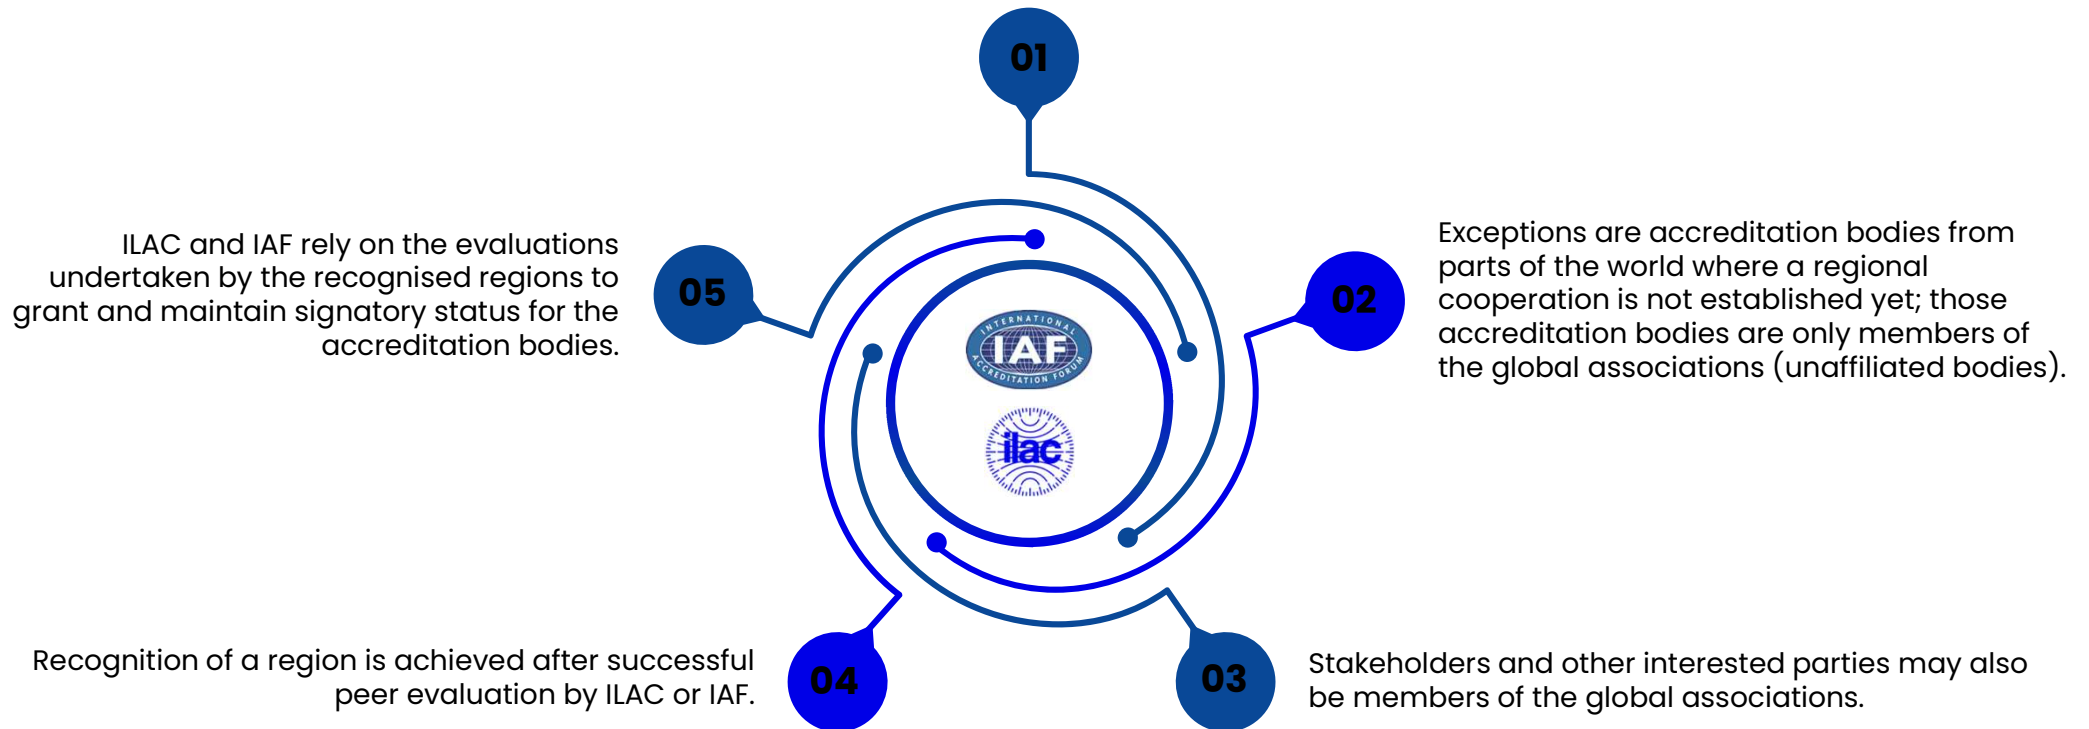 01
02
Exceptions are accreditation bodies from
parts of the world where a regional
cooperation is not established yet; those
accreditation bodies are only members of
the global associations (unaffiliated bodies).
03
Stakeholders and other interested parties may also
be members of the global associations.
04
Recognition of a region is achieved after successful
peer evaluation by ILAC or IAF.
05
ILAC and IAF rely on the evaluations
undertaken by the recognised regions to
grant and maintain signatory status for the
accreditation bodies.
INTERNATIONAL
IAF
ACCREDITATION FORUM
ilac